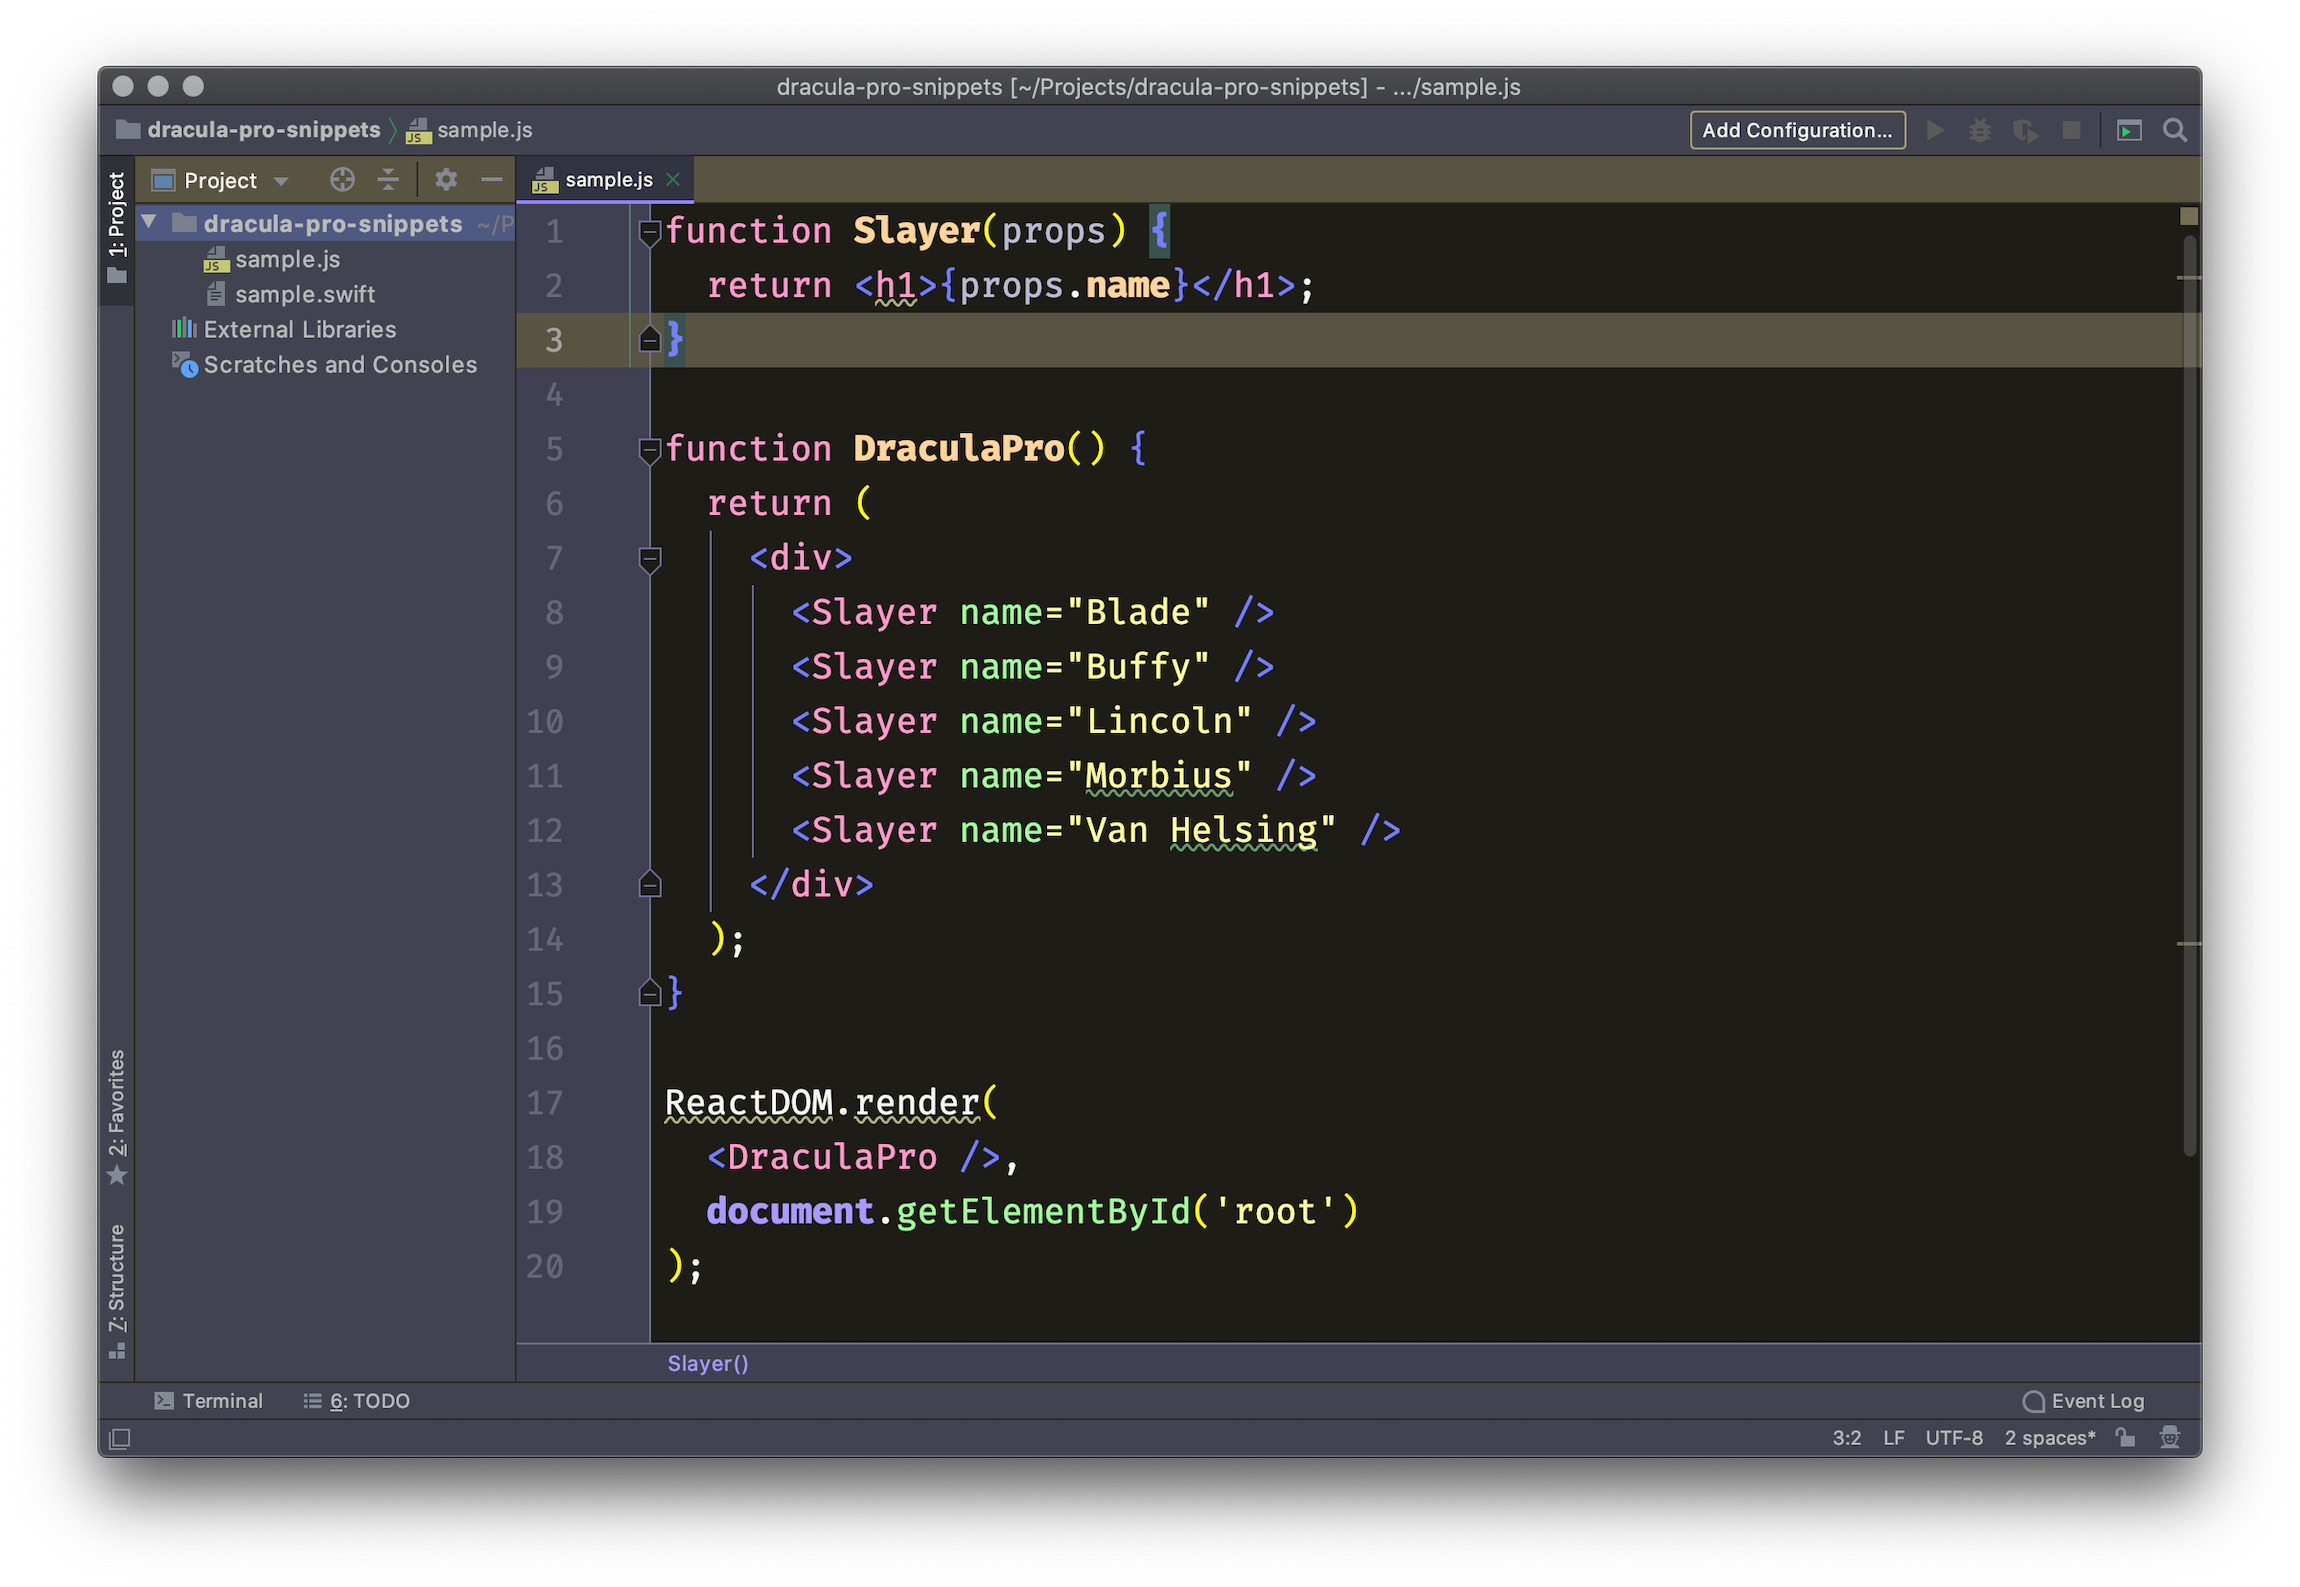 dracula-pro-snippets [~/Projects/dracula-pro-snippets] - .../sample.js
dracula-pro-snippets sample.js
Add Configuration...
1: Project
Project
sample.js
dracula-pro-snippets ~/P
sample.js
sample.swift
External Libraries
Scratches and Consoles
2: Favorites
Z: Structure
1 function Slayer(props) {
2   return <h1>{props.name}</h1>;
3 }
4
5 function DraculaPro() {
6   return (
7     <div>
8       <Slayer name="Blade" />
9       <Slayer name="Buffy" />
10       <Slayer name="Lincoln" />
11       <Slayer name="Morbius" />
12       <Slayer name="Van Helsing" />
13     </div>
14   );
15 }
16
17 ReactDOM.render(
18   <DraculaPro />,
19   document.getElementById('root')
20 );
Slayer()
Terminal 6: TODO Event Log
3:2 LF UTF-8 2 spaces*